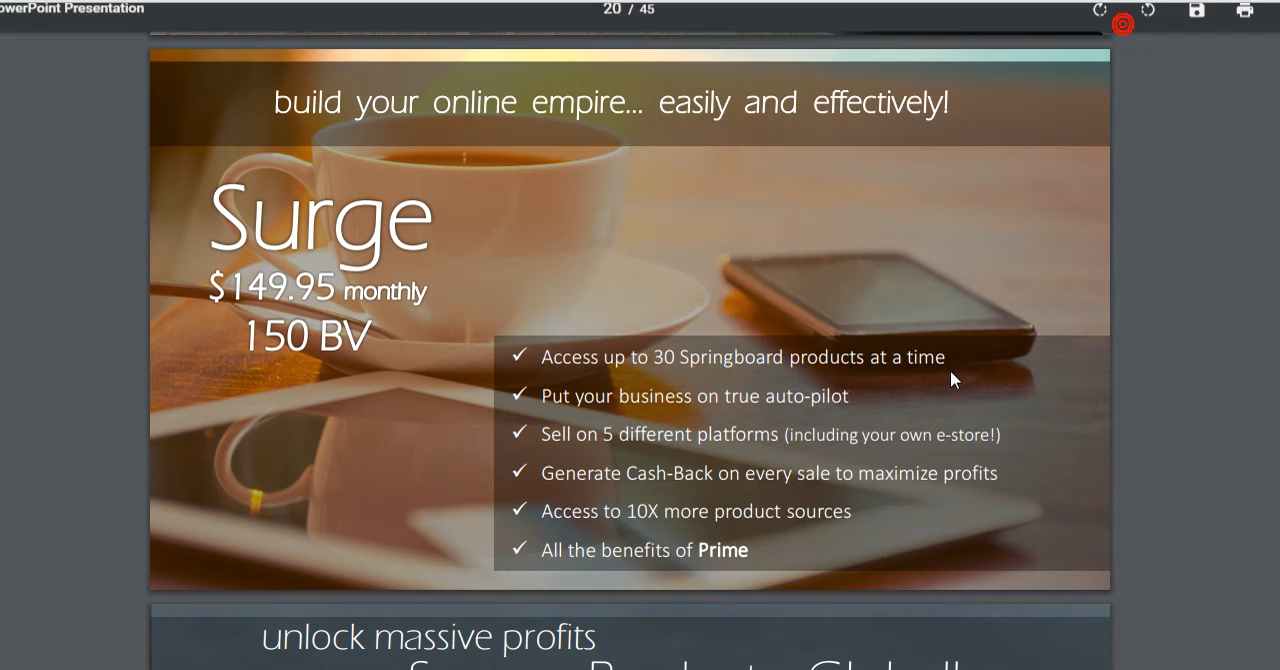 owerPoint Presentation
20 / 45
build your online empire... easily and effectively!
Surge
$149.95 monthly
150 BV
✓ Access up to 30 Springboard products at a time
✓ Put your business on true auto-pilot
✓ Sell on 5 different platforms (including your own e-store!)
✓ Generate Cash-Back on every sale to maximize profits
✓ Access to 10X more product sources
✓ All the benefits of Prime
unlock massive profits